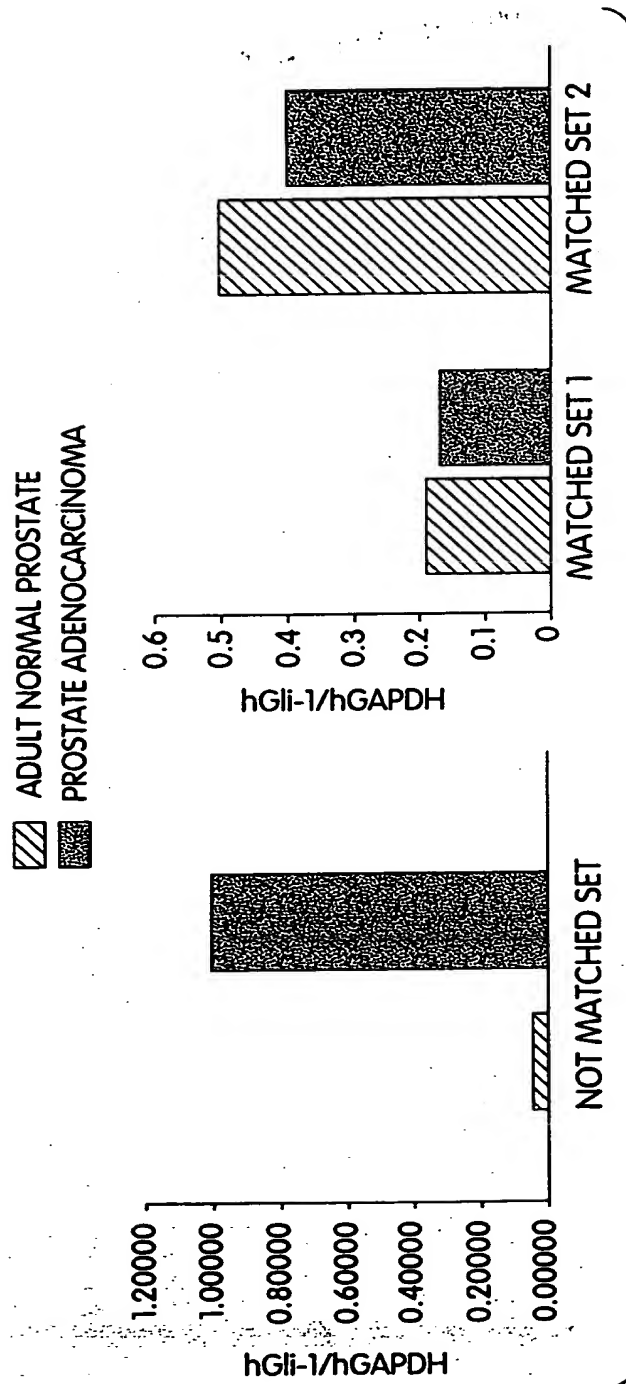 ADULT NORMAL PROSTATE
PROSTATE ADENOCARCINOMA
hGli-1/hGAPDH
1.20000
1.00000
0.80000
0.60000
0.40000
0.20000
0.00000
NOT MATCHED SET
hGli-1/hGAPDH
0.6
0.5
0.4
0.3
0.2
0.1
0
MATCHED SET 1
MATCHED SET 2